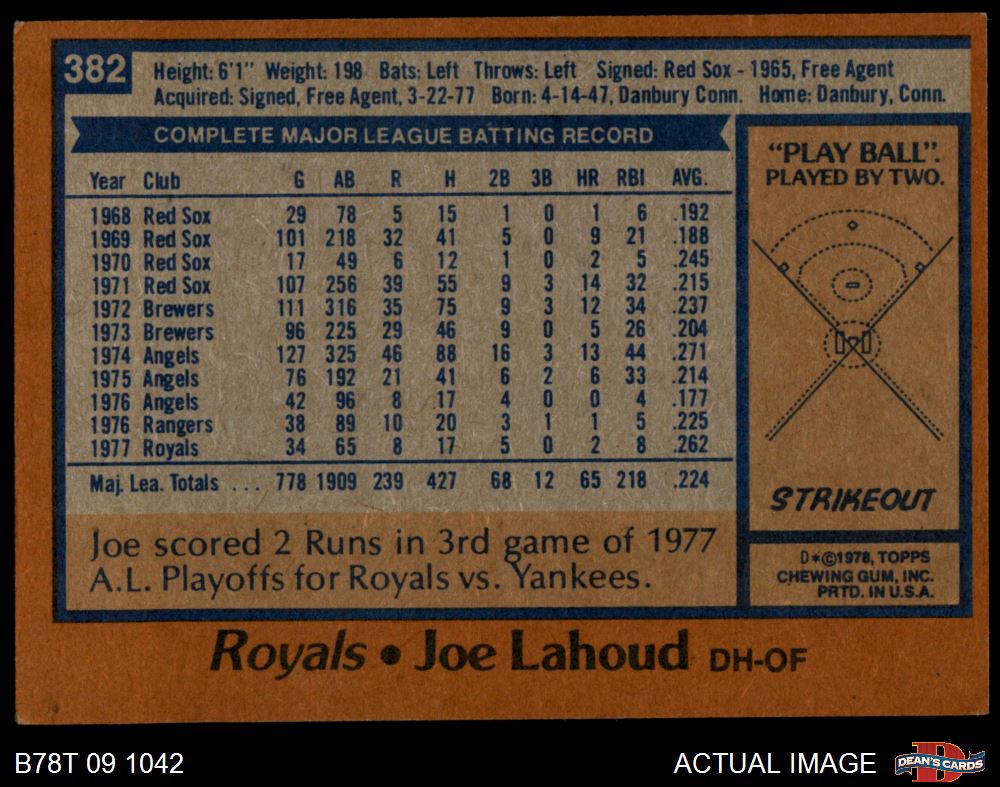 382
Height: 6'1" Weight: 198 Bats: Left Throws: Left Signed: Red Sox - 1965, Free Agent
Acquired: Signed, Free Agent, 3-22-77 Born: 4-14-47, Danbury Conn. Home: Danbury, Conn.
COMPLETE MAJOR LEAGUE BATTING RECORD
Year Club G AB R H 2B 3B HR RBI AVG.
1968 Red Sox 29 78 5 15 1 0 1 6 .192
1969 Red Sox 101 218 32 41 5 0 9 21 .188
1970 Red Sox 17 49 6 12 1 0 2 5 .245
1971 Red Sox 107 256 39 55 9 3 14 32 .215
1972 Brewers 111 316 35 75 9 3 12 34 .237
1973 Brewers 96 225 29 46 9 0 5 26 .204
1974 Angels 127 325 46 88 16 3 13 44 .271
1975 Angels 76 192 21 41 6 2 6 33 .214
1976 Angels 42 96 8 17 4 0 0 4 .177
1976 Rangers 38 89 10 20 3 1 1 5 .225
1977 Royals 34 65 8 17 5 0 2 8 .262
Maj. Lea. Totals ... 778 1909 239 427 68 12 65 218 .224
Joe scored 2 Runs in 3rd game of 1977
A.L. Playoffs for Royals vs. Yankees.
"PLAY BALL".
PLAYED BY TWO.
STRIKEOUT
D*©1978, TOPPS
CHEWING GUM, INC.
PRTD. IN U.S.A.
Royals • Joe Lahoud DH-OF
B78T 09 1042
ACTUAL IMAGE
D
DEAN'S CARDS